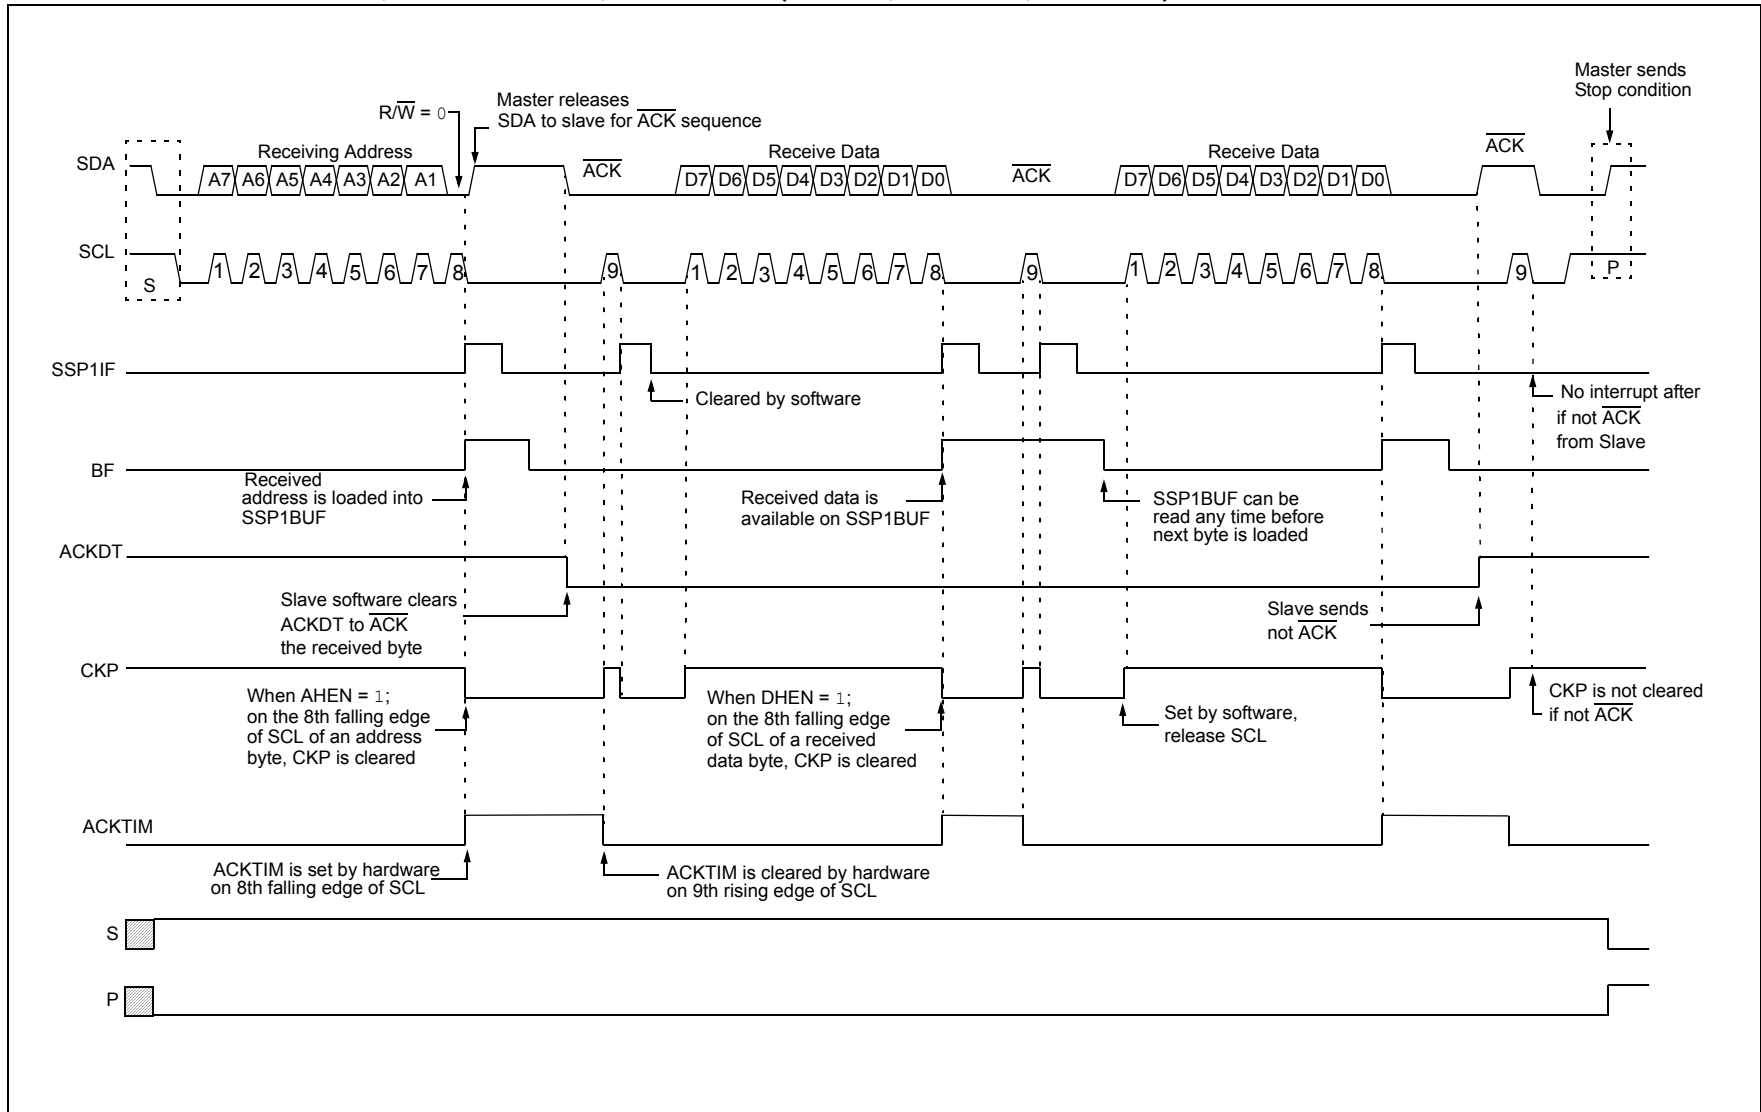 Master sends
Stop condition
R/W̅ = 0
Master releases
SDA to slave for A̅C̅K̅ sequence
SDA
Receiving Address
A7 A6 A5 A4 A3 A2 A1
A̅C̅K̅
Receive Data
D7 D6 D5 D4 D3 D2 D1 D0
A̅C̅K̅
Receive Data
D7 D6 D5 D4 D3 D2 D1 D0
A̅C̅K̅
SCL
S
1 2 3 4 5 6 7 8 9 1 2 3 4 5 6 7 8 9 1 2 3 4 5 6 7 8 9
P
SSP1IF
Cleared by software
No interrupt after
if not A̅C̅K̅
from Slave
BF
Received
address is loaded into
SSP1BUF
Received data is
available on SSP1BUF
SSP1BUF can be
read any time before
next byte is loaded
ACKDT
Slave software clears
ACKDT to A̅C̅K̅
the received byte
Slave sends
not A̅C̅K̅
CKP
When AHEN = 1;
on the 8th falling edge
of SCL of an address
byte, CKP is cleared
When DHEN = 1;
on the 8th falling edge
of SCL of a received
data byte, CKP is cleared
Set by software,
release SCL
CKP is not cleared
if not A̅C̅K̅
ACKTIM
ACKTIM is set by hardware
on 8th falling edge of SCL
ACKTIM is cleared by hardware
on 9th rising edge of SCL
S
P